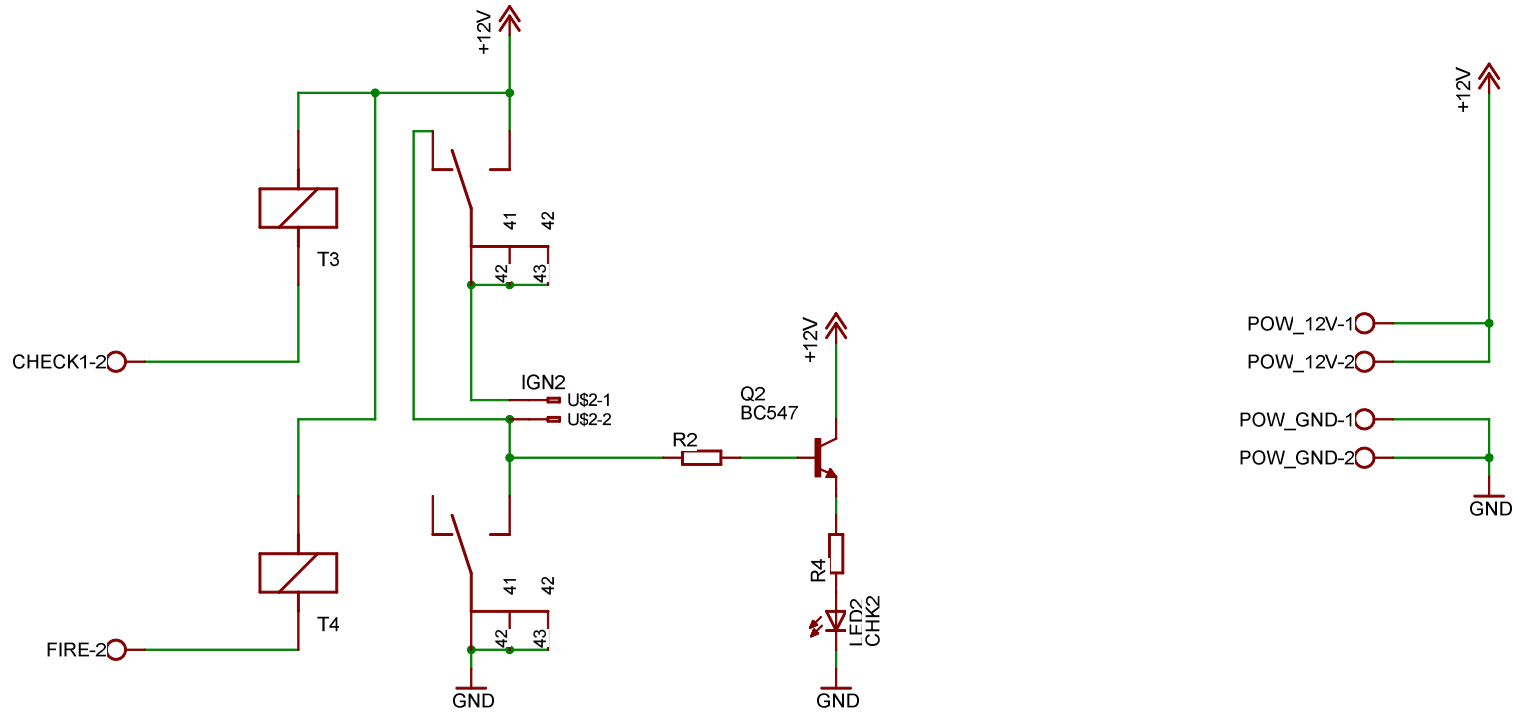 +12V
+12V
T3
41
42
42
43
+12V
POW_12V-1
CHECK1-2
POW_12V-2
IGN2
U$2-1
U$2-2
Q2
BC547
POW_GND-1
R2
POW_GND-2
GND
R4
41
42
LED2
CHK2
T4
42
43
FIRE-2
GND
GND